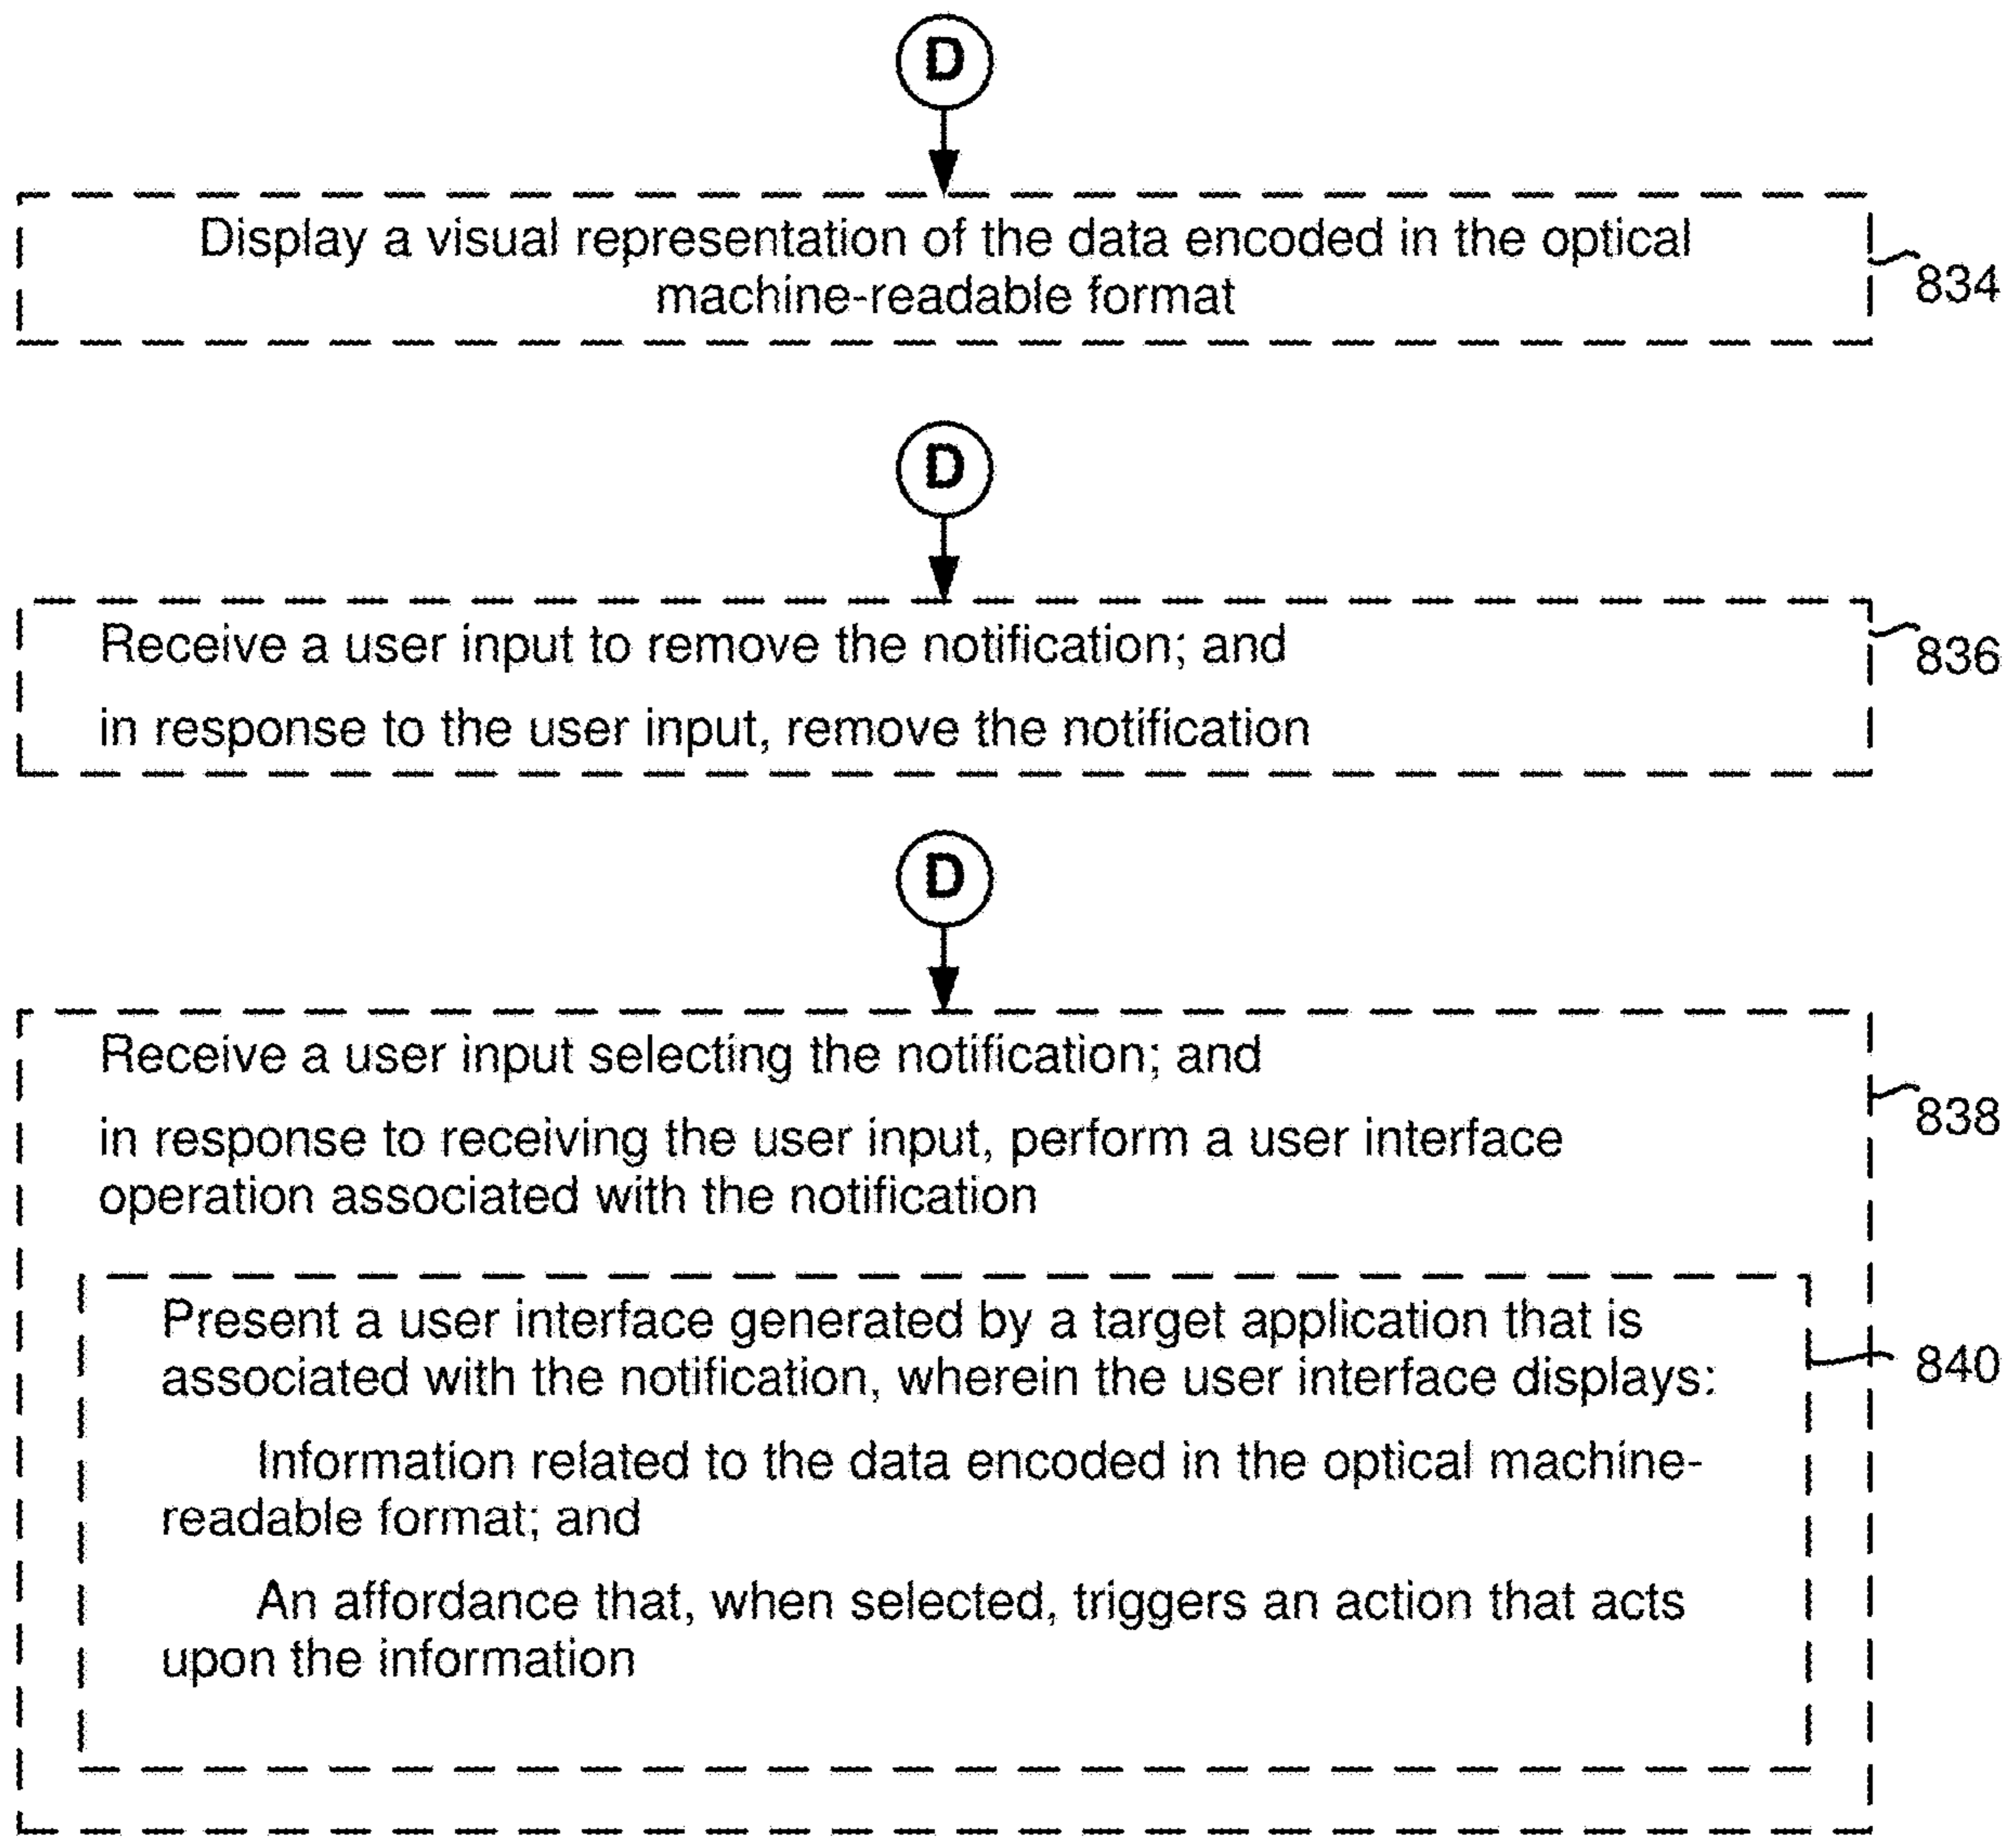 D
Display a visual representation of the data encoded in the optical
machine-readable format
834
D
Receive a user input to remove the notification; and
in response to the user input, remove the notification
836
D
Receive a user input selecting the notification; and
in response to receiving the user input, perform a user interface
operation associated with the notification
838
Present a user interface generated by a target application that is
associated with the notification, wherein the user interface displays:
840
Information related to the data encoded in the optical machine-
readable format; and
An affordance that, when selected, triggers an action that acts
upon the information